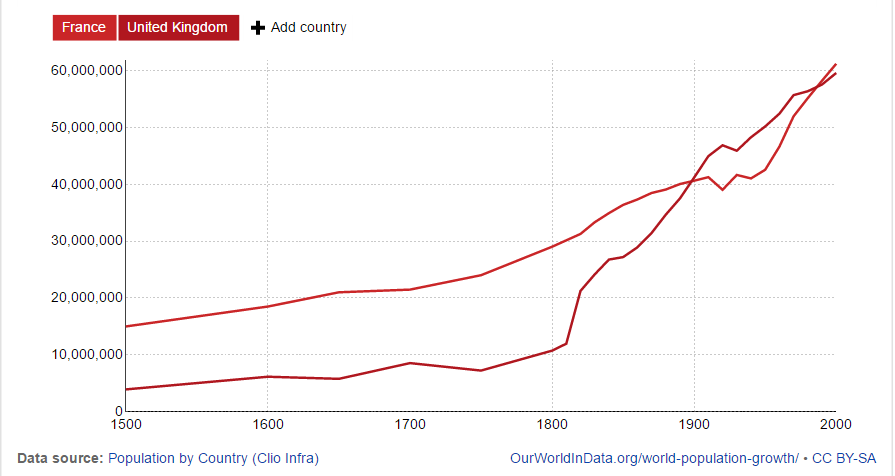 France United Kingdom + Add country
60,000,000
50,000,000
40,000,000
30,000,000
20,000,000
10,000,000
0
1500 1600 1700 1800 1900 2000
Data source: Population by Country (Clio Infra) OurWorldInData.org/world-population-growth/ • CC BY-SA